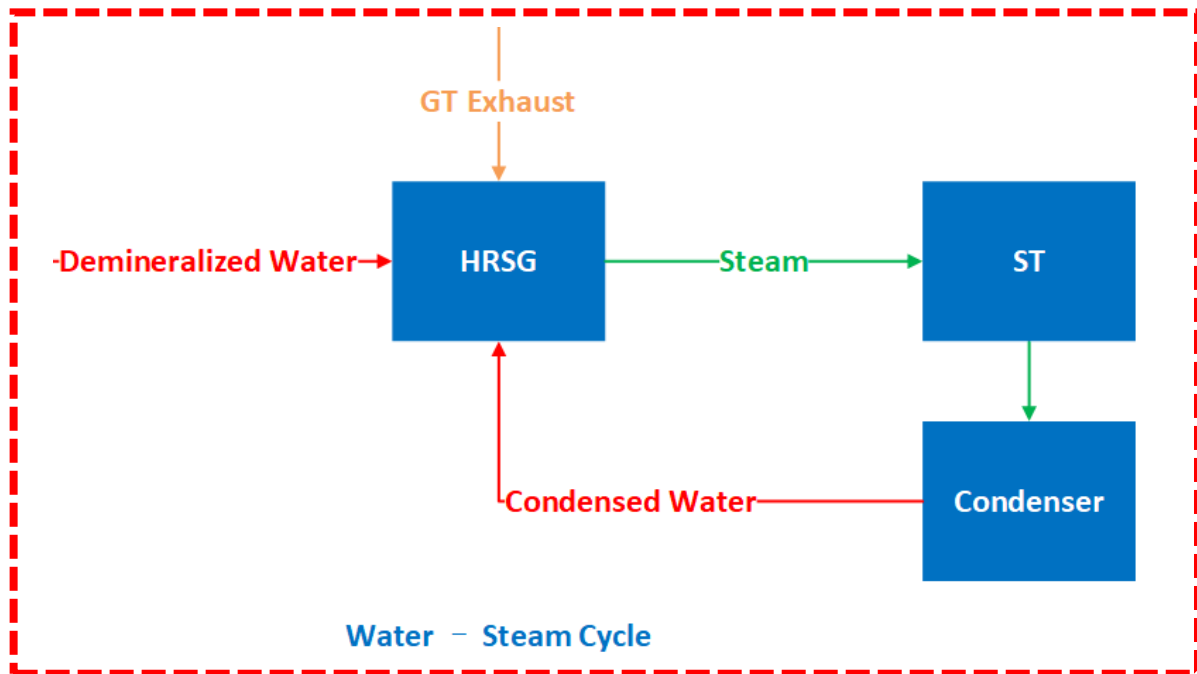 GT Exhaust
Demineralized Water
HRSG
Steam
ST
Condensed Water
Condenser
Water – Steam Cycle